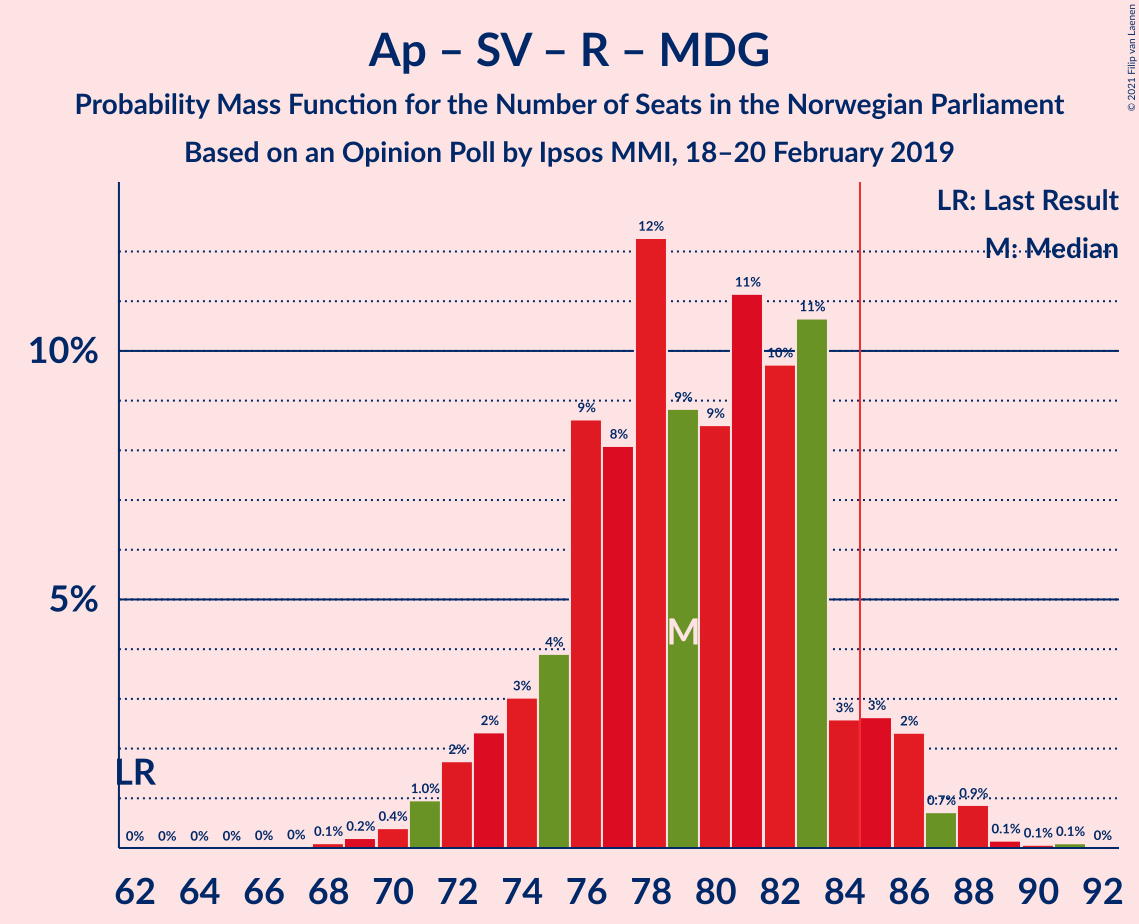 Ap – SV – R – MDG
Probability Mass Function for the Number of Seats in the Norwegian Parliament
Based on an Opinion Poll by Ipsos MMI, 18–20 February 2019
© 2021 Filip van Laenen
LR: Last Result
M: Median
10%
5%
LR
M
0% 0% 0% 0% 0% 0% 0.1% 0.2% 0.4% 1.0% 2% 2% 3% 4% 9% 8% 12% 9% 9% 11% 10% 11% 3% 3% 2% 0.7% 0.9% 0.1% 0.1% 0.1% 0%
62 64 66 68 70 72 74 76 78 80 82 84 86 88 90 92